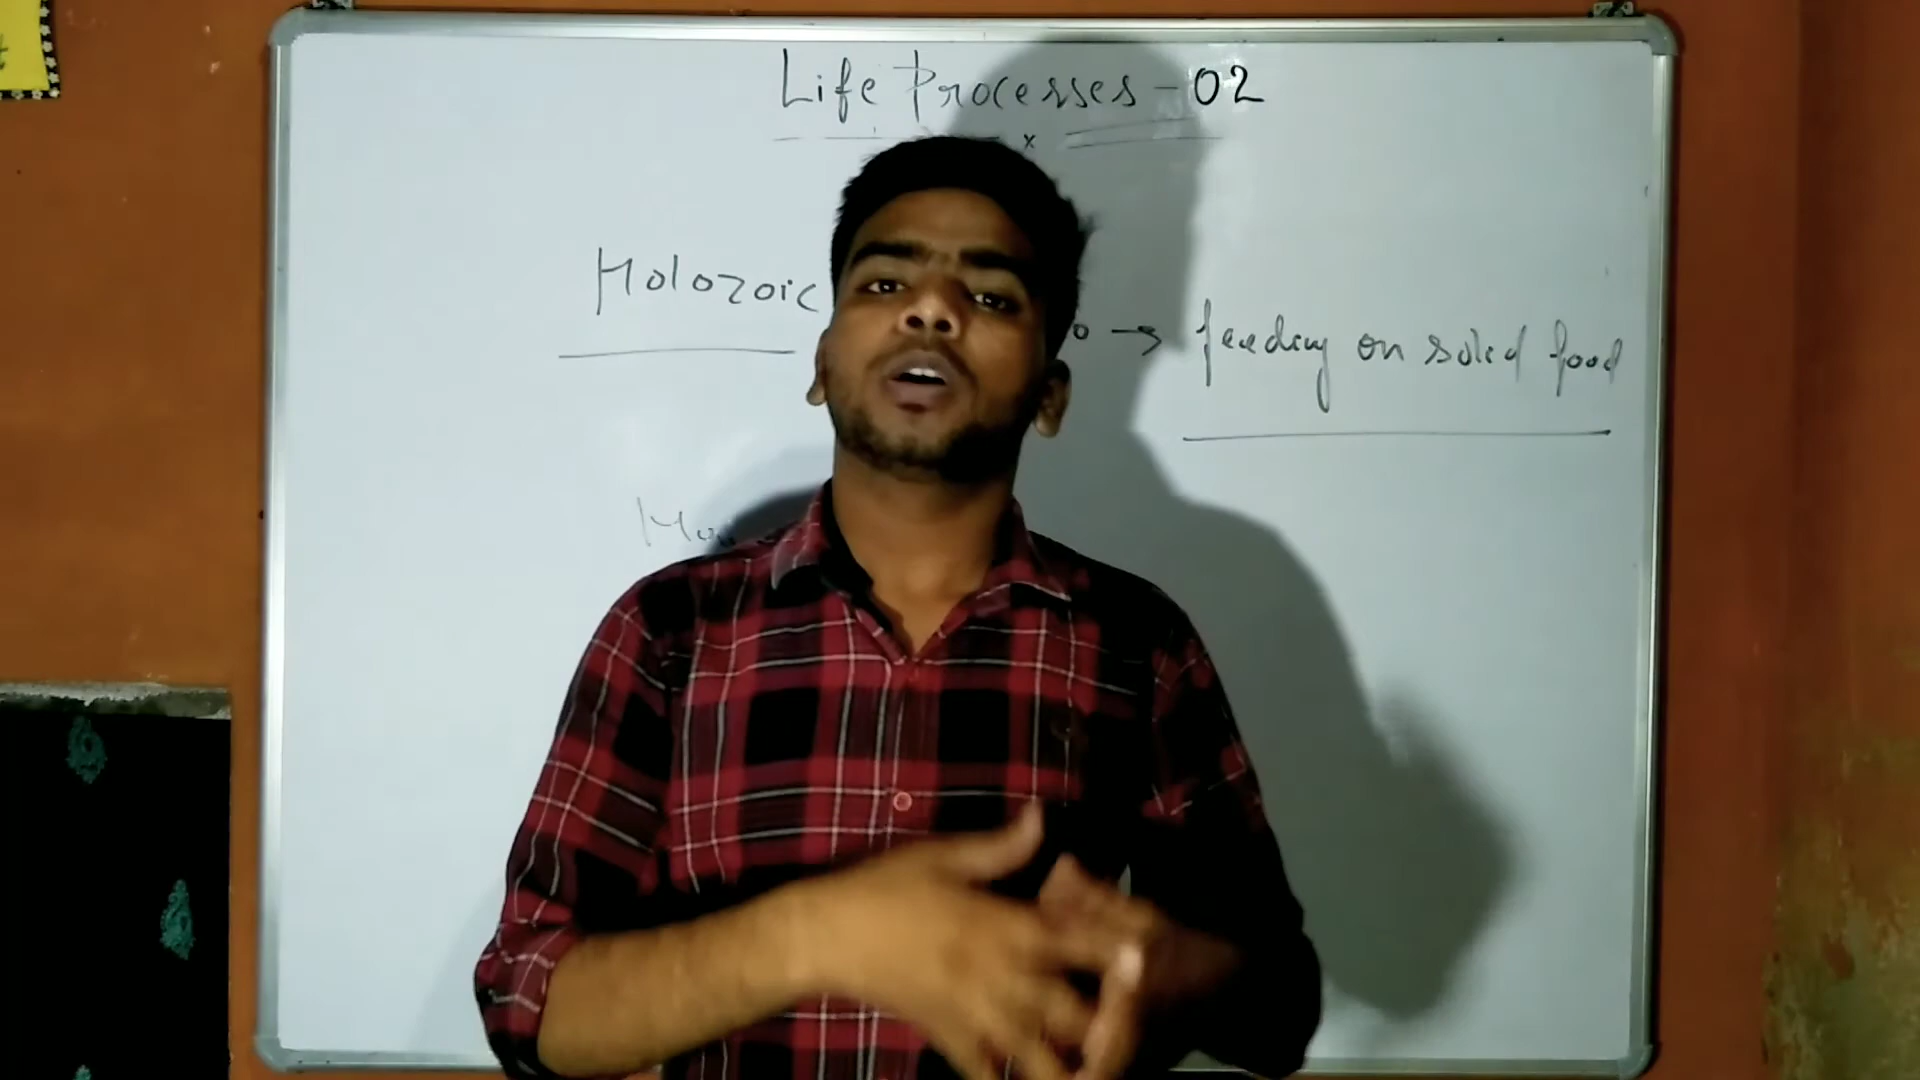 Life Processes - 02
Holozoic → feeding on solid food